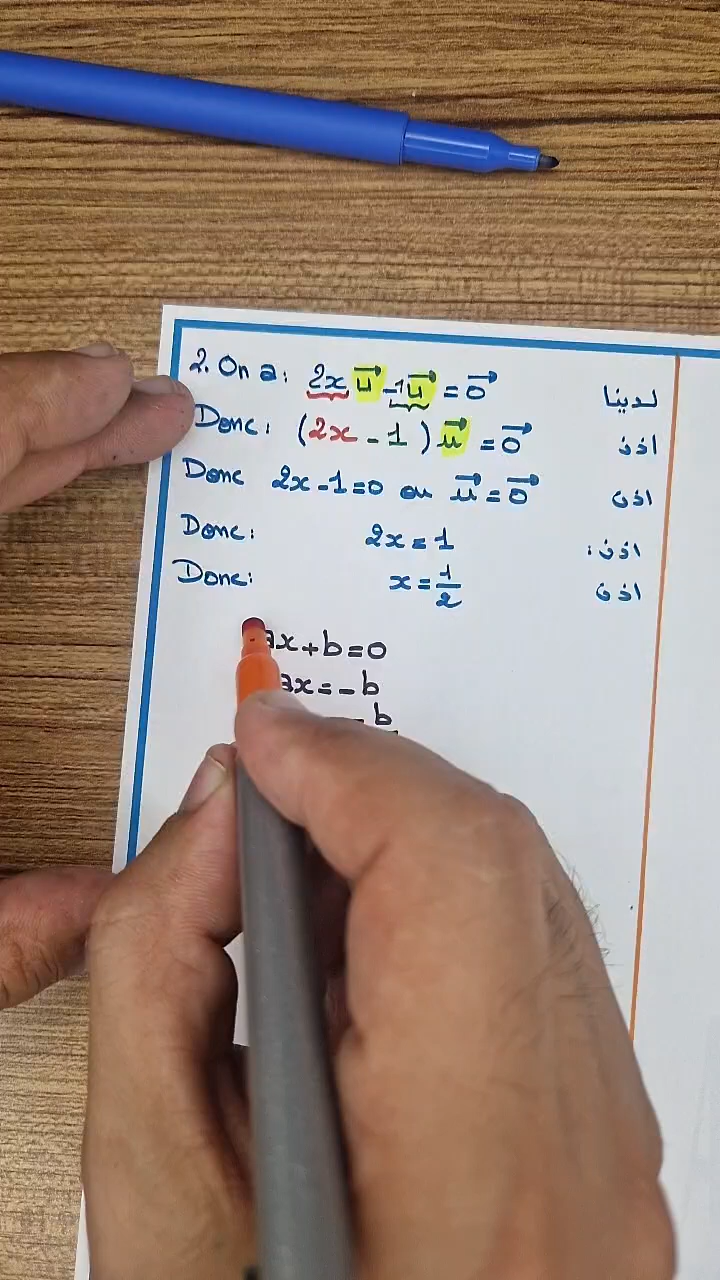 2. On a: 2x u⃗ - 1u⃗ = 0⃗ لدينا
Donc: (2x - 1) u⃗ = 0⃗ اذن
Donc 2x - 1 = 0 ou u⃗ = 0⃗ اذن
Donc: 2x = 1 اذن:
Donc: x = 1/2 اذن
ax + b = 0
ax = - b
- b